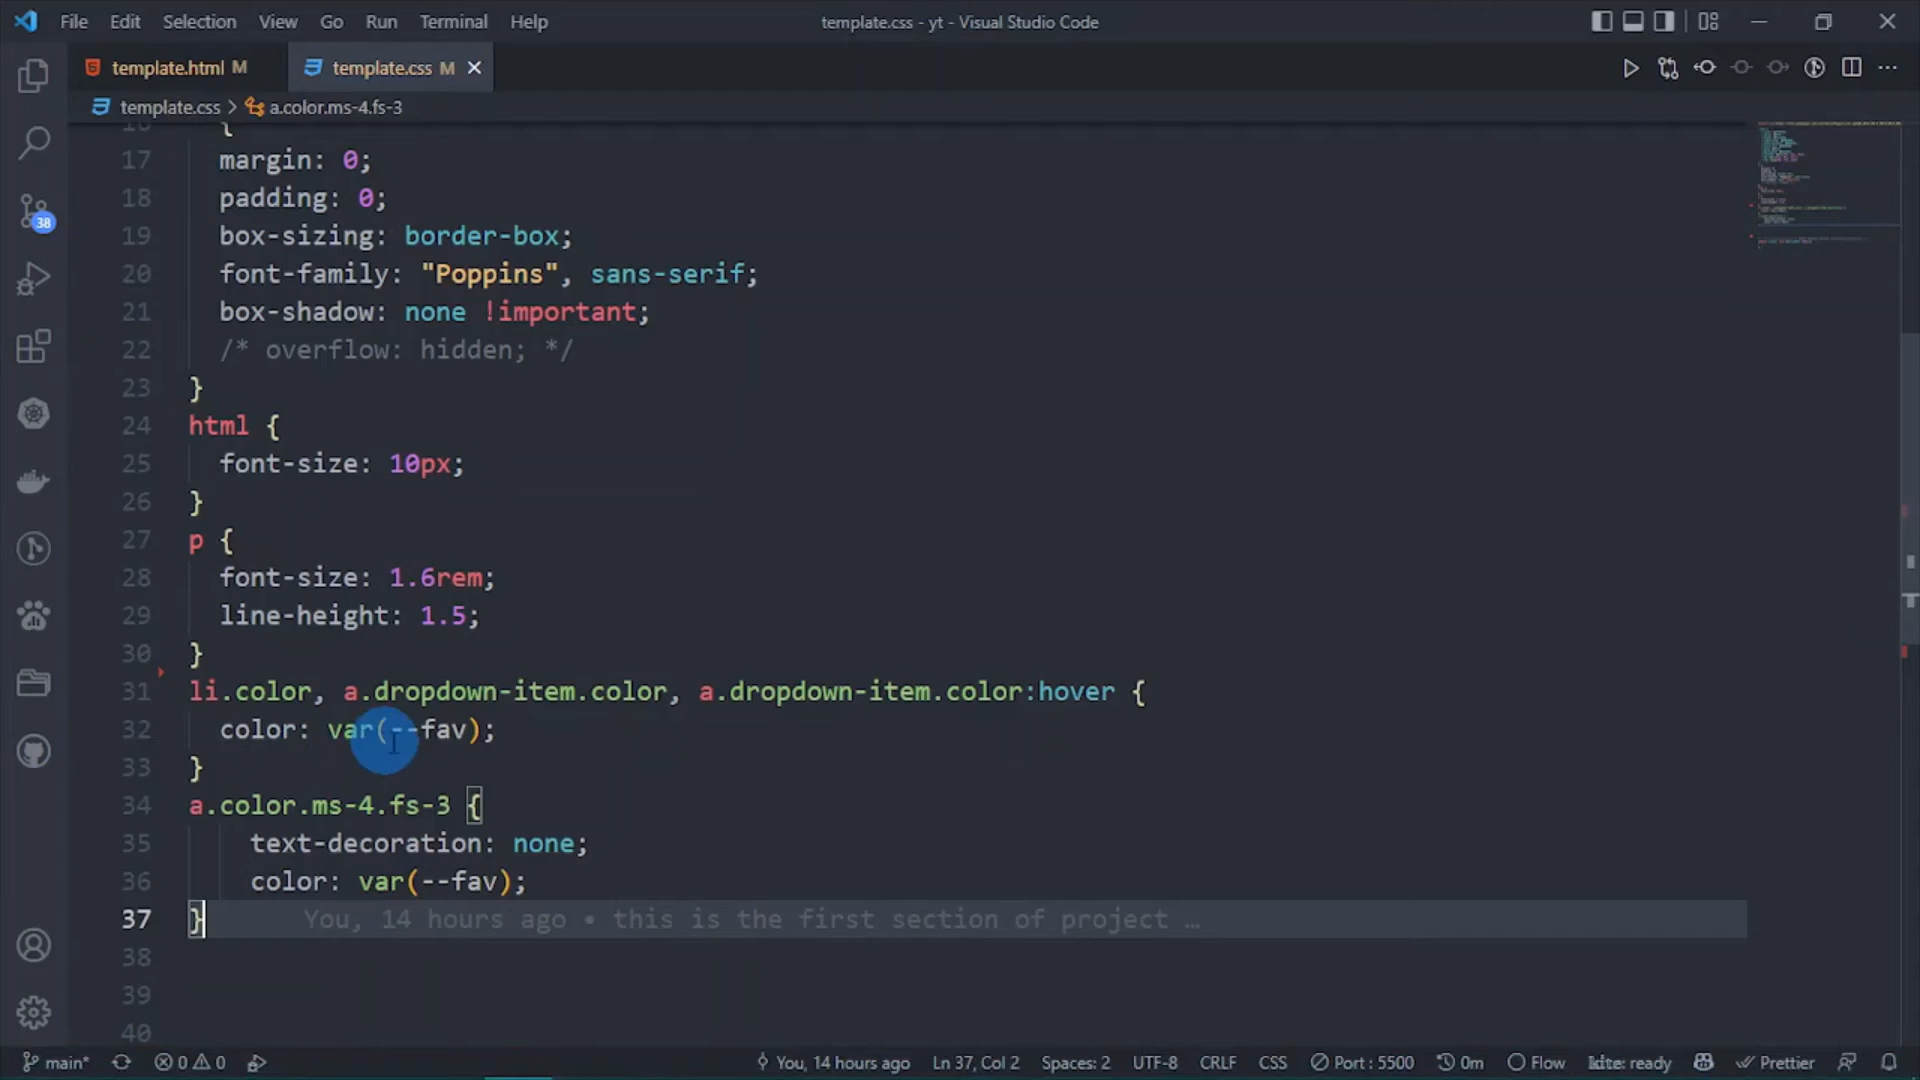 File Edit Selection View Go Run Terminal Help template.css - yt - Visual Studio Code
template.html M template.css M
template.css > a.color.ms-4.fs-3
16 {
17 margin: 0;
18 padding: 0;
19 box-sizing: border-box;
20 font-family: "Poppins", sans-serif;
21 box-shadow: none !important;
22 /* overflow: hidden; */
23 }
24 html {
25 font-size: 10px;
26 }
27 p {
28 font-size: 1.6rem;
29 line-height: 1.5;
30 }
31 li.color, a.dropdown-item.color, a.dropdown-item.color:hover {
32 color: var(--fav);
33 }
34 a.color.ms-4.fs-3 {
35 text-decoration: none;
36 color: var(--fav);
37 } You, 14 hours ago • this is the first section of project …
38
39
40
38
main* 0 0 You, 14 hours ago Ln 37, Col 2 Spaces: 2 UTF-8 CRLF CSS Port : 5500 0m Flow ready Prettier